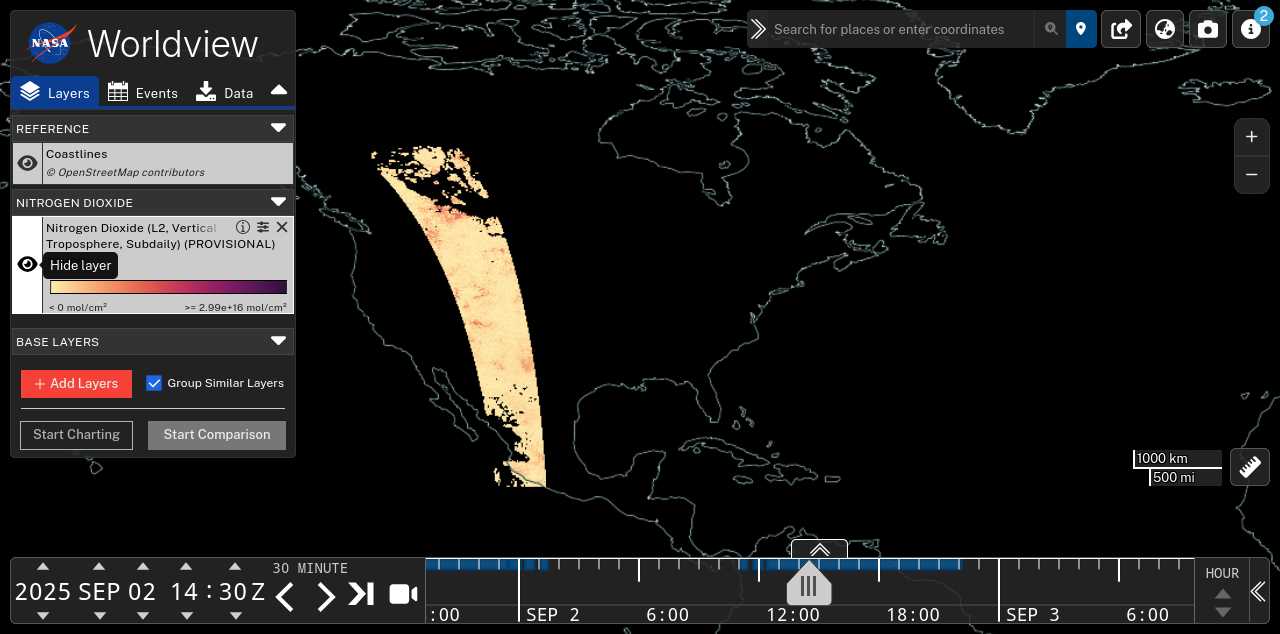 NASA
Worldview
Search for places or enter coordinates
2
Layers
Events
Data
REFERENCE
Coastlines
© OpenStreetMap contributors
NITROGEN DIOXIDE
Nitrogen Dioxide (L2, Vertical
Troposphere, Subdaily) (PROVISIONAL)
Hide layer
< 0 mol/cm²
>= 2.99e+16 mol/cm²
BASE LAYERS
+ Add Layers
Group Similar Layers
Start Charting
Start Comparison
+
−
1000 km
500 mi
30 MINUTE
2025 SEP 02 14:30 Z
:00
SEP 2
6:00
12:00
18:00
SEP 3
6:00
HOUR